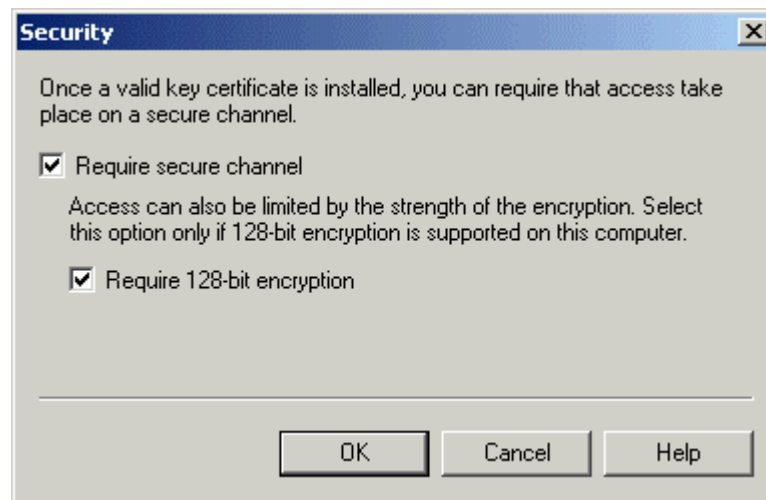 Security
Once a valid key certificate is installed, you can require that access take
place on a secure channel.
Require secure channel
Access can also be limited by the strength of the encryption. Select
this option only if 128-bit encryption is supported on this computer.
Require 128-bit encryption
OK
Cancel
Help